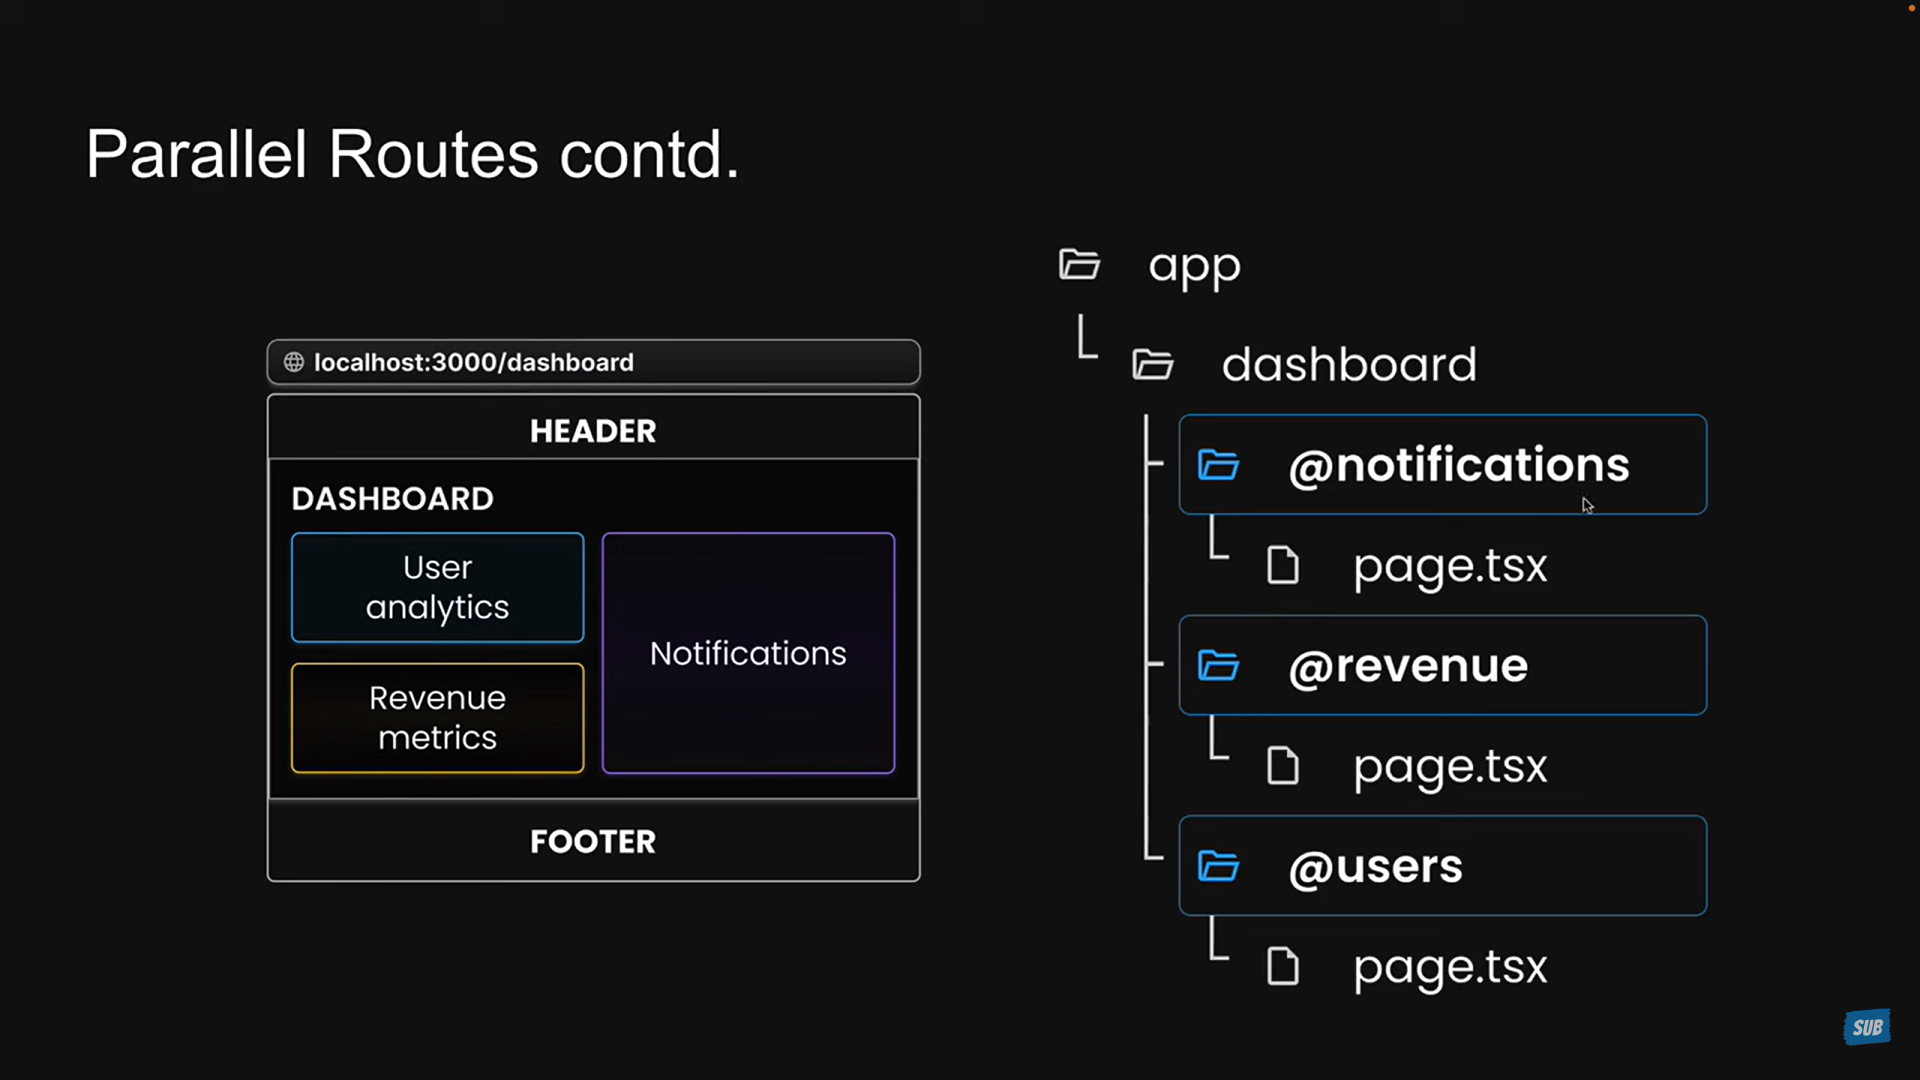 Parallel Routes contd.
localhost:3000/dashboard
HEADER
DASHBOARD
User
analytics
Revenue
metrics
Notifications
FOOTER
app
dashboard
@notifications
page.tsx
@revenue
page.tsx
@users
page.tsx
SUB